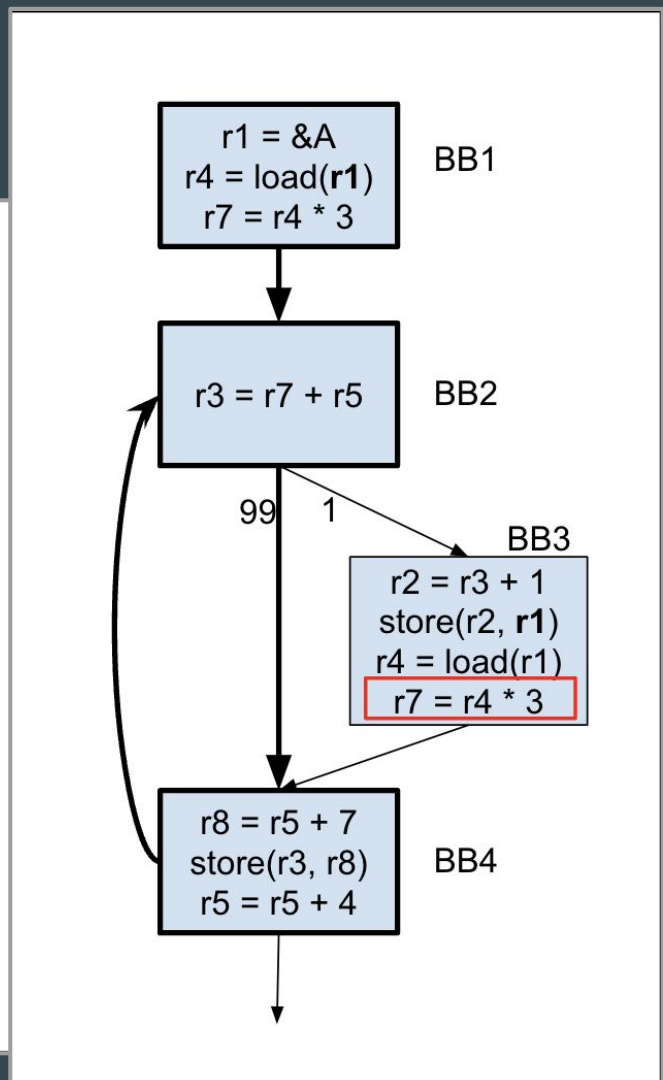 r1 = &A
r4 = load(r1)
r7 = r4 * 3
BB1
r3 = r7 + r5
BB2
99
1
BB3
r2 = r3 + 1
store(r2, r1)
r4 = load(r1)
r7 = r4 * 3
r8 = r5 + 7
store(r3, r8)
r5 = r5 + 4
BB4